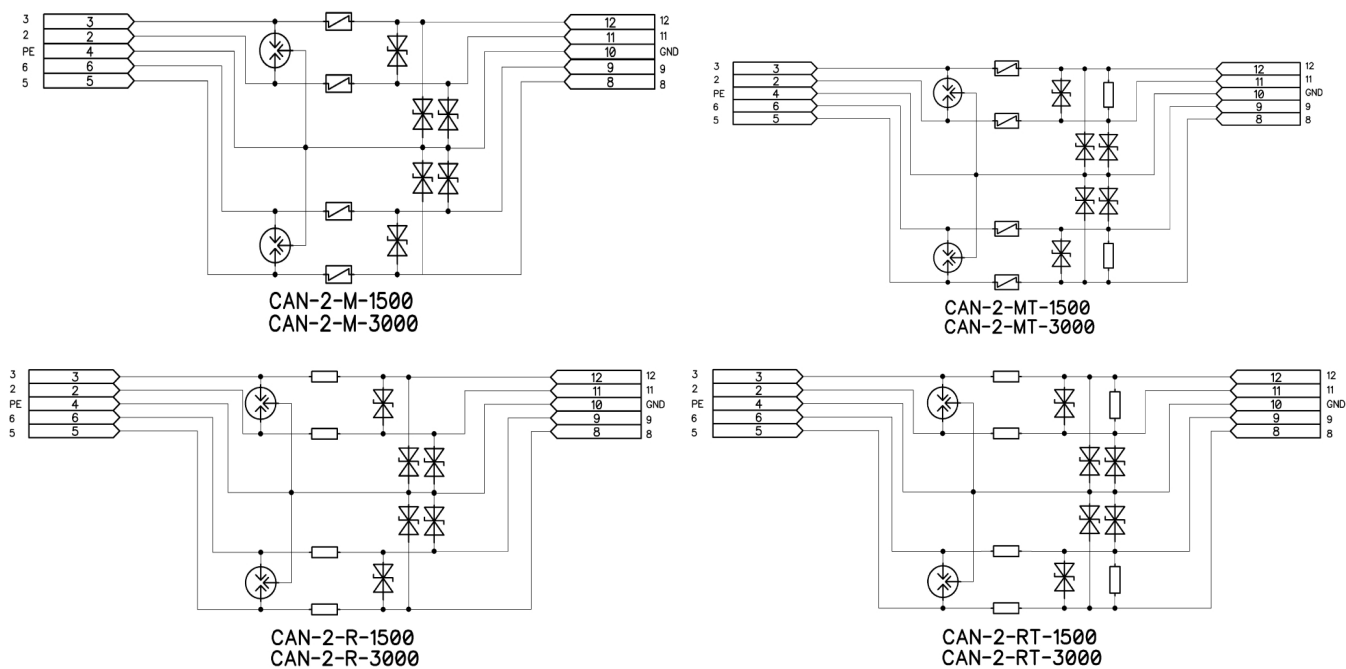 3 3 12 12
2 2 11 11
PE 4 10 GND
6 6 9 9
5 5 8 8
CAN-2-M-1500
CAN-2-M-3000
3 3 12 12
2 2 11 11
PE 4 10 GND
6 6 9 9
5 5 8 8
CAN-2-MT-1500
CAN-2-MT-3000
3 3 12 12
2 2 11 11
PE 4 10 GND
6 6 9 9
5 5 8 8
CAN-2-R-1500
CAN-2-R-3000
3 3 12 12
2 2 11 11
PE 4 10 GND
6 6 9 9
5 5 8 8
CAN-2-RT-1500
CAN-2-RT-3000